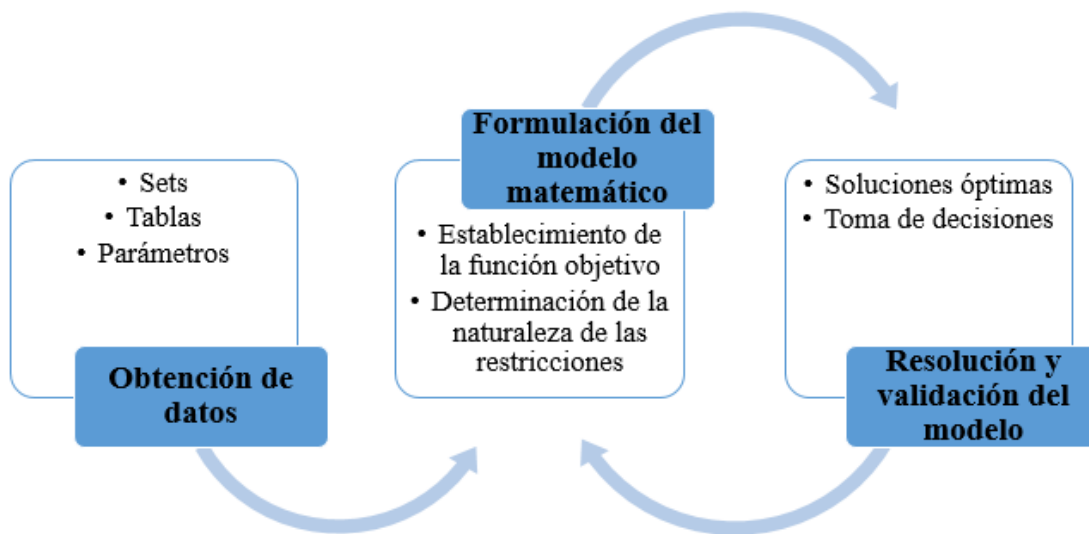 • Sets
• Tablas
• Parámetros
Obtención de
datos
Formulación del
modelo
matemático
• Establecimiento de
la función objetivo
• Determinación de la
naturaleza de las
restricciones
• Soluciones óptimas
• Toma de decisiones
Resolución y
validación del
modelo